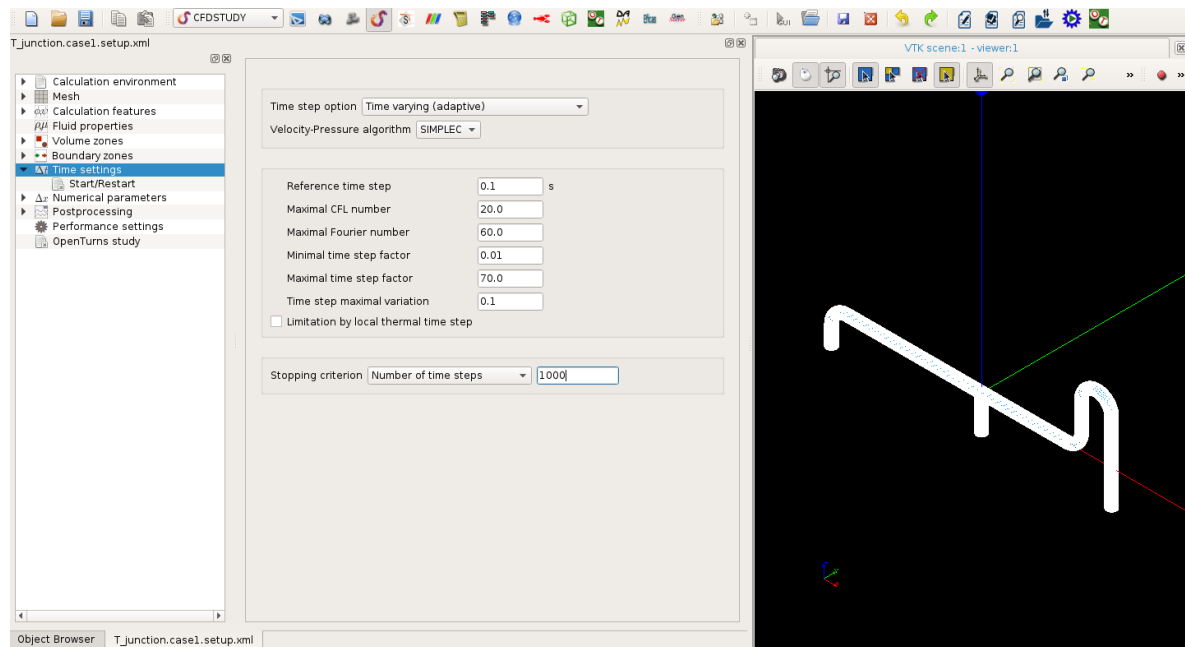 CFDSTUDY
T_junction.case1.setup.xml
VTK scene:1 - viewer:1
Calculation environment
Mesh
Calculation features
Fluid properties
Volume zones
Boundary zones
Time settings
Start/Restart
Numerical parameters
Postprocessing
Performance settings
OpenTurns study
Time step option Time varying (adaptive)
Velocity-Pressure algorithm SIMPLEC
Reference time step 0.1 s
Maximal CFL number 20.0
Maximal Fourier number 60.0
Minimal time step factor 0.01
Maximal time step factor 70.0
Time step maximal variation 0.1
Limitation by local thermal time step
Stopping criterion Number of time steps 1000
Object Browser T_junction.case1.setup.xml